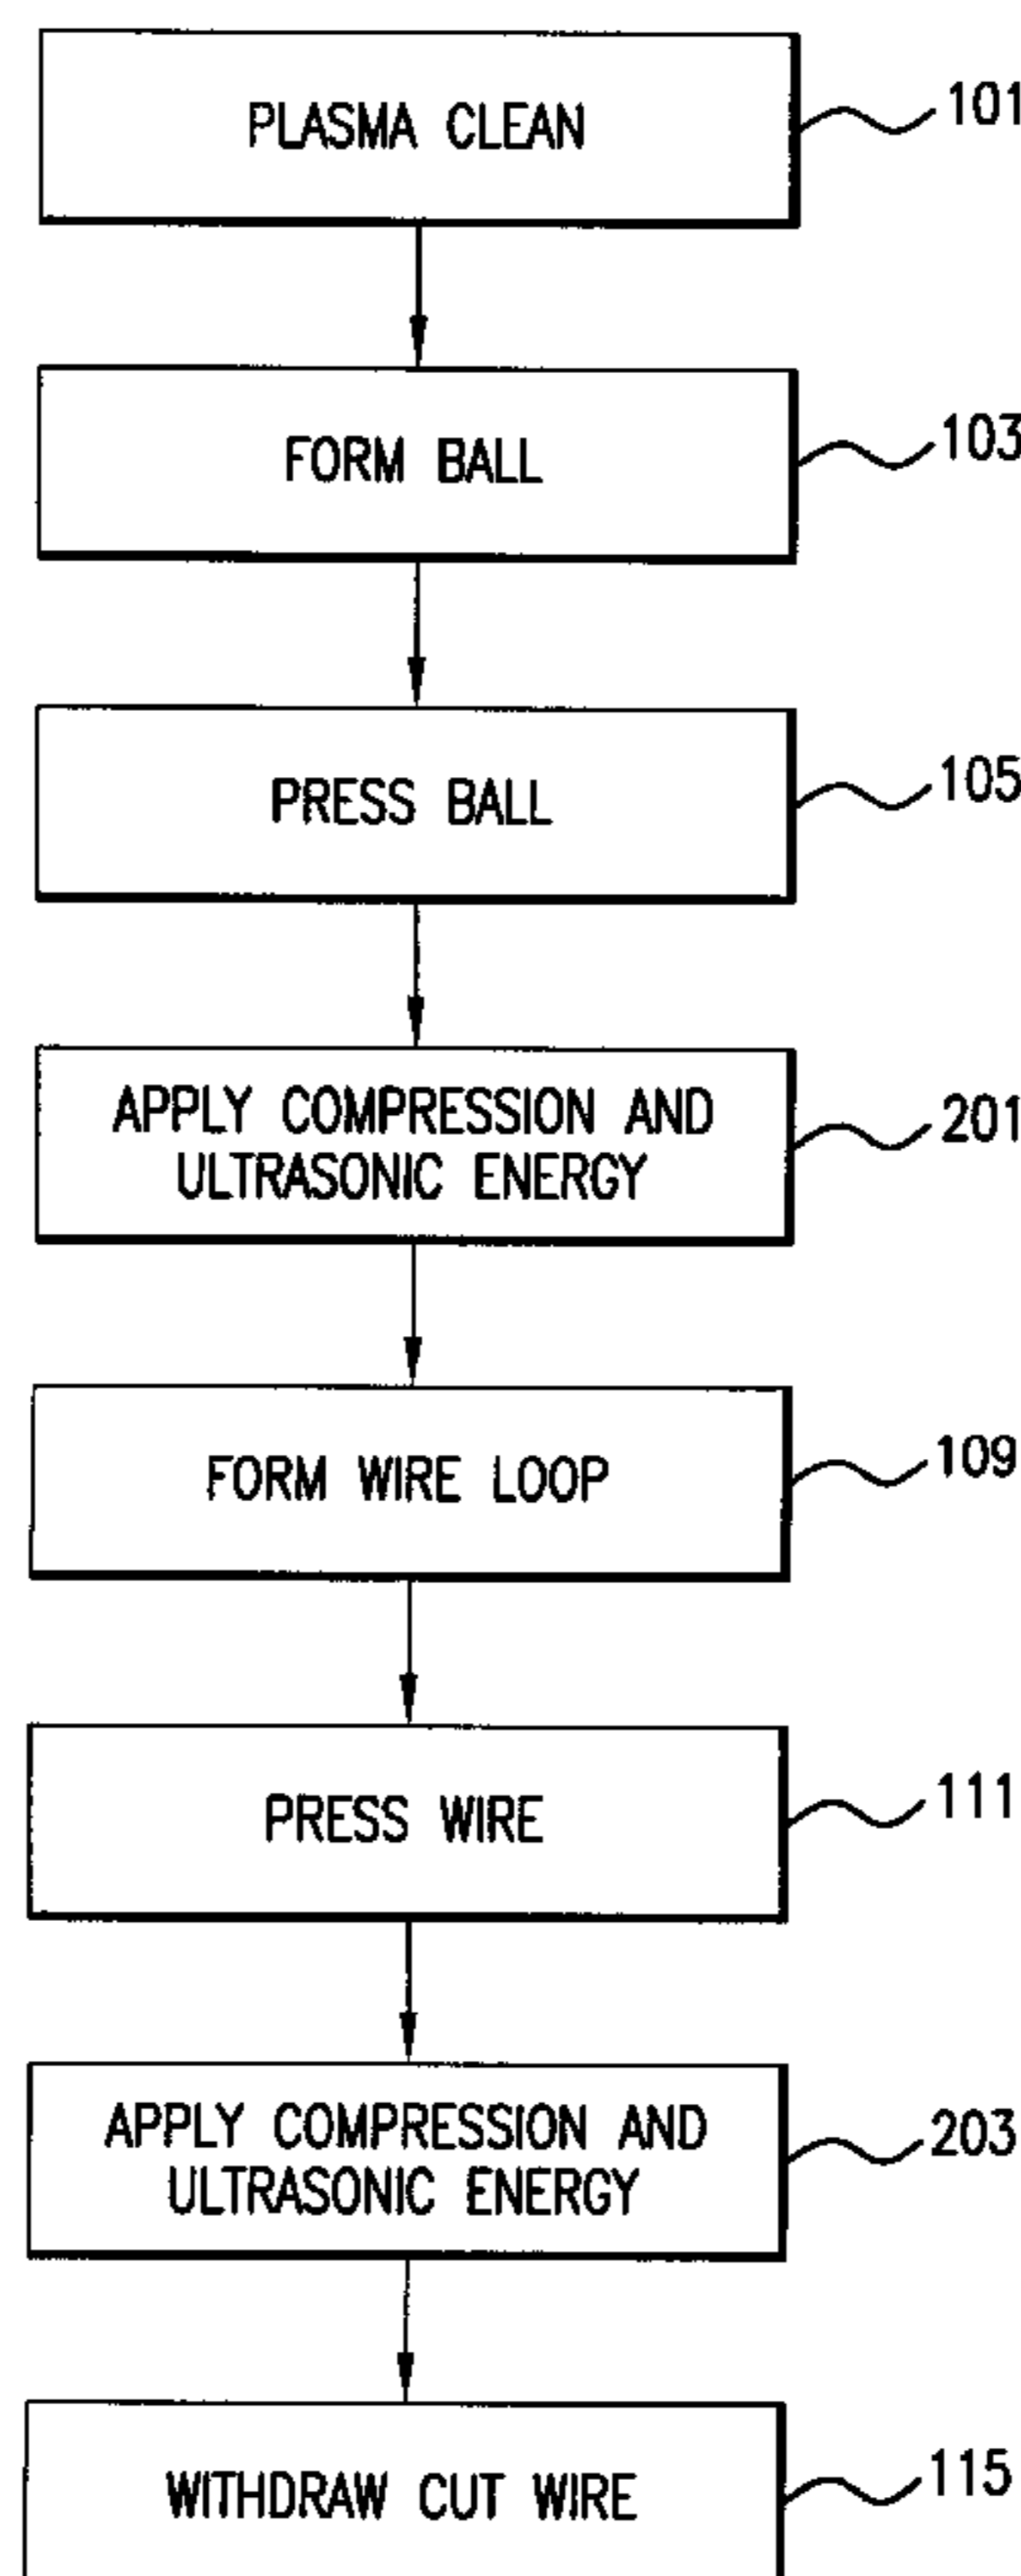 PLASMA CLEAN
101
FORM BALL
103
PRESS BALL
105
APPLY COMPRESSION AND
ULTRASONIC ENERGY
201
FORM WIRE LOOP
109
PRESS WIRE
111
APPLY COMPRESSION AND
ULTRASONIC ENERGY
203
WITHDRAW CUT WIRE
115